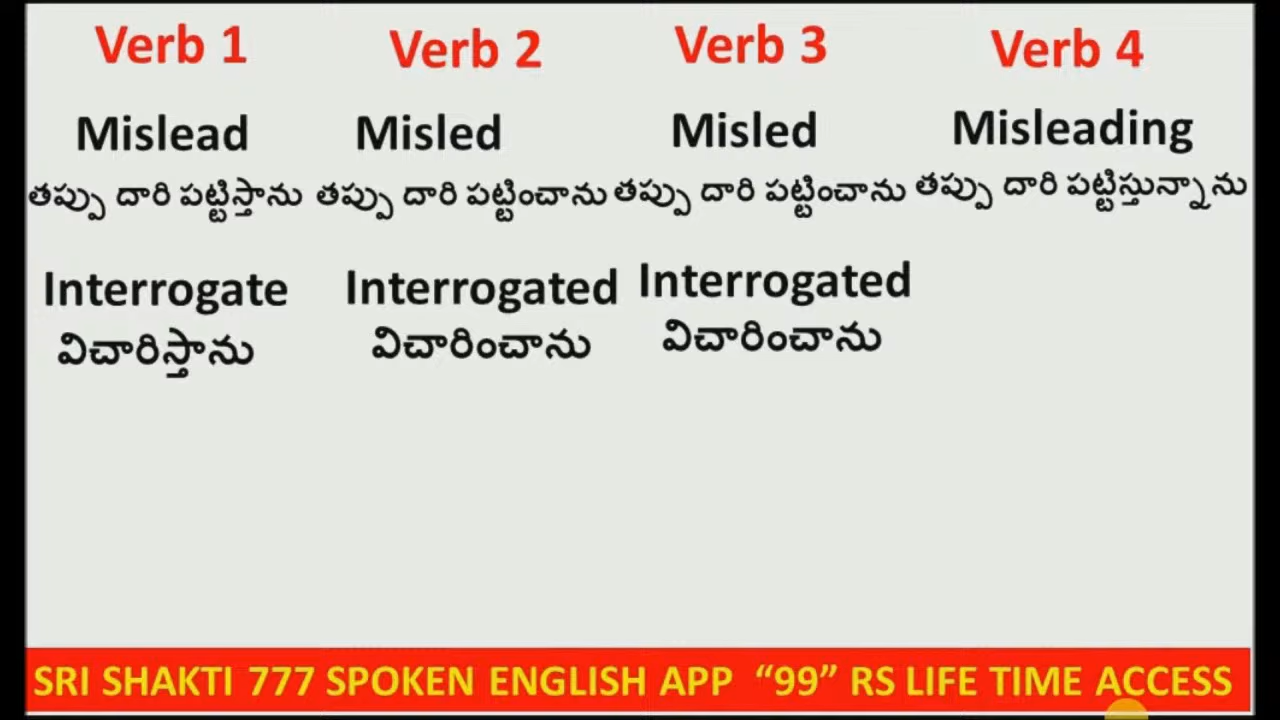 Verb 1 Verb 2 Verb 3 Verb 4
Mislead Misled Misled Misleading
తప్పు దారి పట్టిస్తాను తప్పు దారి పట్టించాను తప్పు దారి పట్టించాను తప్పు దారి పట్టిస్తున్నాను
Interrogate Interrogated Interrogated
విచారిస్తాను విచారించాను విచారించాను
SRI SHAKTI 777 SPOKEN ENGLISH APP “99” RS LIFE TIME ACCESS